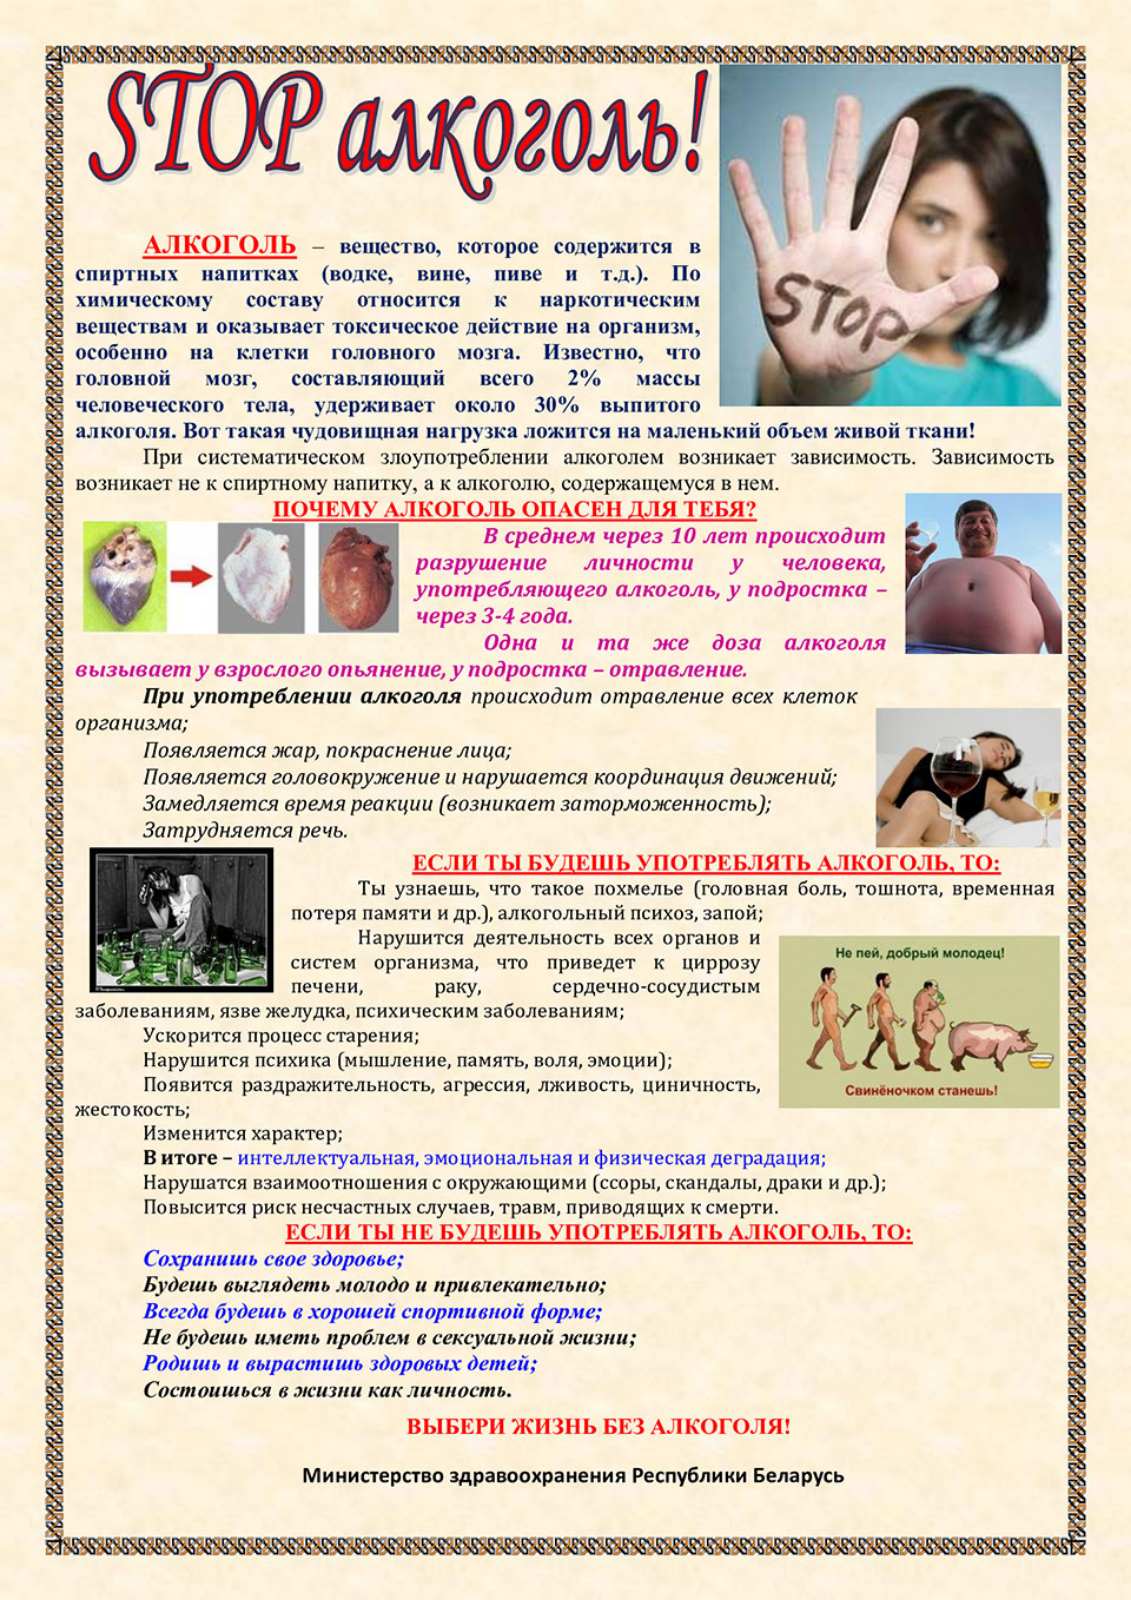 STOP алкоголь!
STOP
АЛКОГОЛЬ – вещество, которое содержится в
спиртных напитках (водке, вине, пиве и т.д.). По
химическому составу относится к наркотическим
веществам и оказывает токсическое действие на организм,
особенно на клетки головного мозга. Известно, что
головной мозг, составляющий всего 2% массы
человеческого тела, удерживает около 30% выпитого
алкоголя. Вот такая чудовищная нагрузка ложится на маленький объем живой ткани!
При систематическом злоупотреблении алкоголем возникает зависимость. Зависимость
возникает не к спиртному напитку, а к алкоголю, содержащемуся в нем.
ПОЧЕМУ АЛКОГОЛЬ ОПАСЕН ДЛЯ ТЕБЯ?
В среднем через 10 лет происходит
разрушение личности у человека,
употребляющего алкоголь, у подростка –
через 3-4 года.
Одна и та же доза алкоголя
вызывает у взрослого опьянение, у подростка – отравление.
При употреблении алкоголя происходит отравление всех клеток
организма;
Появляется жар, покраснение лица;
Появляется головокружение и нарушается координация движений;
Замедляется время реакции (возникает заторможенность);
Затрудняется речь.
ЕСЛИ ТЫ БУДЕШЬ УПОТРЕБЛЯТЬ АЛКОГОЛЬ, ТО:
Ты узнаешь, что такое похмелье (головная боль, тошнота, временная
потеря памяти и др.), алкогольный психоз, запой;
Нарушится деятельность всех органов и
систем организма, что приведет к циррозу
печени, раку, сердечно-сосудистым
заболеваниям, язве желудка, психическим заболеваниям;
Ускорится процесс старения;
Нарушится психика (мышление, память, воля, эмоции);
Появится раздражительность, агрессия, лживость, циничность,
жестокость;
Не пей, добрый молодец!
Свинёночком станешь!
Изменится характер;
В итоге – интеллектуальная, эмоциональная и физическая деградация;
Нарушатся взаимоотношения с окружающими (ссоры, скандалы, драки и др.);
Повысится риск несчастных случаев, травм, приводящих к смерти.
ЕСЛИ ТЫ НЕ БУДЕШЬ УПОТРЕБЛЯТЬ АЛКОГОЛЬ, ТО:
Сохранишь свое здоровье;
Будешь выглядеть молодо и привлекательно;
Всегда будешь в хорошей спортивной форме;
Не будешь иметь проблем в сексуальной жизни;
Родишь и вырастишь здоровых детей;
Состоишься в жизни как личность.
ВЫБЕРИ ЖИЗНЬ БЕЗ АЛКОГОЛЯ!
Министерство здравоохранения Республики Беларусь